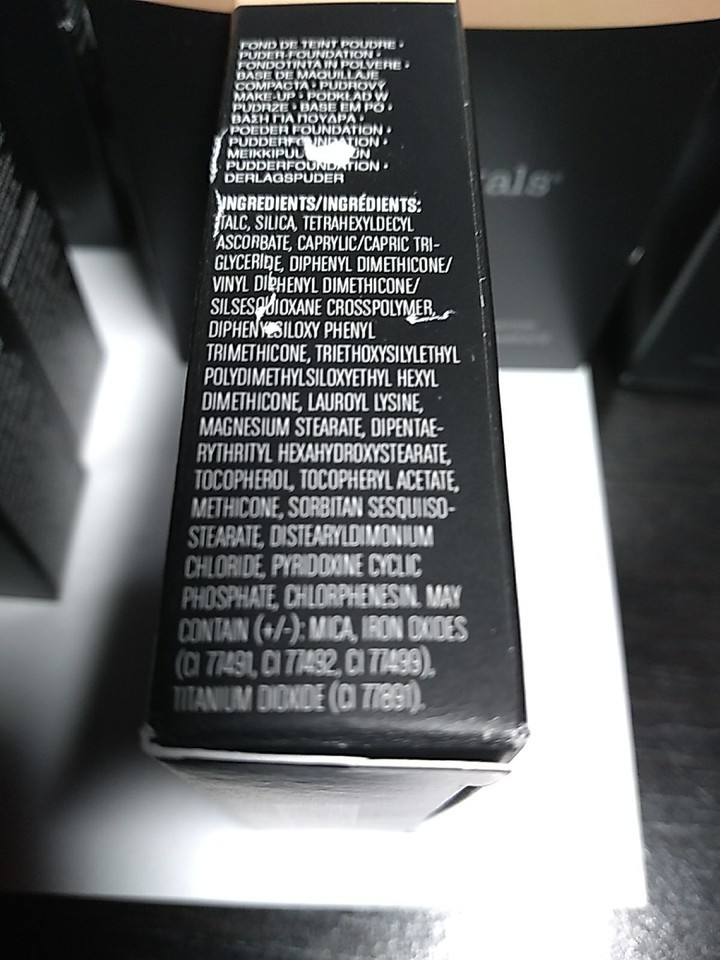 FOND DE TEINT POUDRE •
PUDER-FOUNDATION •
FONDOTINTA IN POLVERE •
BASE DE MAQUILLAJE
COMPACTA • PUDROVÝ
MAKE-UP • PODKŁAD W
PUDRZE • BASE EM PÓ •
ΒΑΣΗ ΓΙΑ ΠΟΥΔΡΑ •
POEDER FOUNDATION •
PUDDERFOUNDATION •
PUDDERFOUNDATION •
DERLAGSPUDER
INGREDIENTS/INGRÉDIENTS:
TALC, SILICA, TETRAHEXYLDECYL
ASCORBATE, CAPRYLIC/CAPRIC TRI-
GLYCERIDE, DIPHENYL DIMETHICONE/
VINYL DIPHENYL DIMETHICONE/
SILSESQUIOXANE CROSSPOLYMER,
DIPHENYLSILOXY PHENYL
TRIMETHICONE, TRIETHOXYSILYLETHYL
POLYDIMETHYLSILOXYETHYL HEXYL
DIMETHICONE, LAUROYL LYSINE,
MAGNESIUM STEARATE, DIPENTAE-
RYTHRITYL HEXAHYDROXYSTEARATE,
TOCOPHEROL, TOCOPHERYL ACETATE,
METHICONE, SORBITAN SESQUIISO-
STEARATE, DISTEARYLDIMONIUM
CHLORIDE, PYRIDOXINE CYCLIC
PHOSPHATE, CHLORPHENESIN. MAY
CONTAIN (+/-): MICA, IRON OXIDES
(CI 77491, CI 77492, CI 77499),
TITANIUM DIOXIDE (CI 77891).